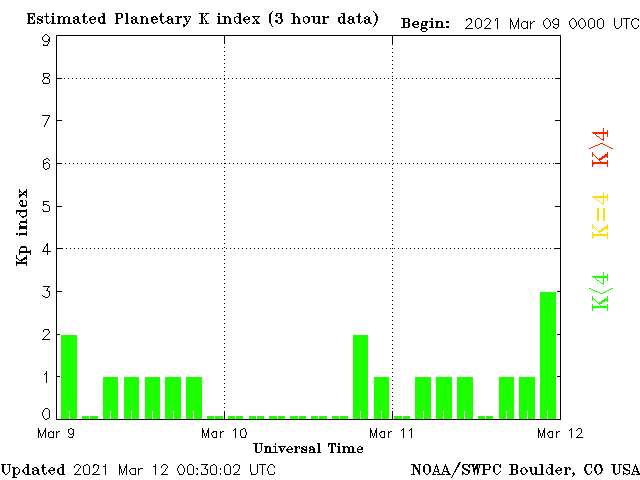 Estimated Planetary K index (3 hour data) Begin: 2021 Mar 09 0000 UTC
9
8
7
6
5
4
3
2
1
0
Kp index
K>4
K=4
K<4
Mar 9 Mar 10 Mar 11 Mar 12
Universal Time
Updated 2021 Mar 12 00:30:02 UTC NOAA/SWPC Boulder, CO USA